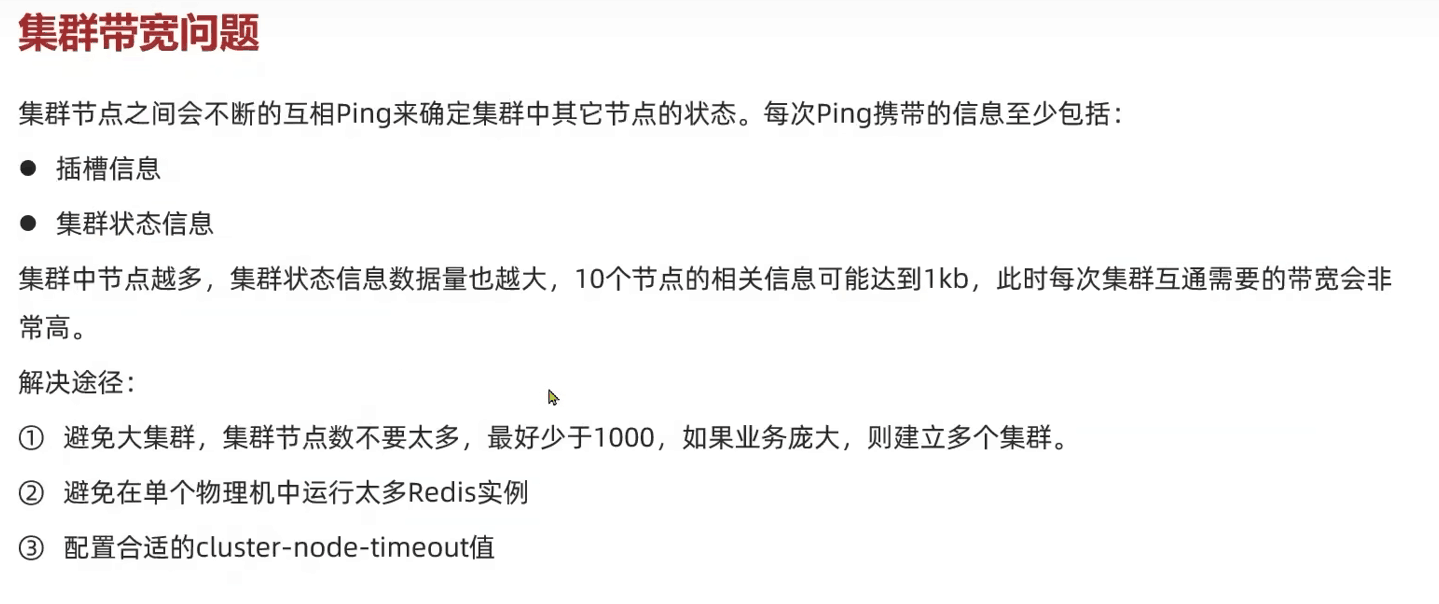 集群带宽问题
集群节点之间会不断的互相Ping来确定集群中其它节点的状态。每次Ping携带的信息至少包括：
● 插槽信息
● 集群状态信息
集群中节点越多，集群状态信息数据量也越大，10个节点的相关信息可能达到1kb，此时每次集群互通需要的带宽会非
常高。
解决途径：
① 避免大集群，集群节点数不要太多，最好少于1000，如果业务庞大，则建立多个集群。
② 避免在单个物理机中运行太多Redis实例
③ 配置合适的cluster-node-timeout值